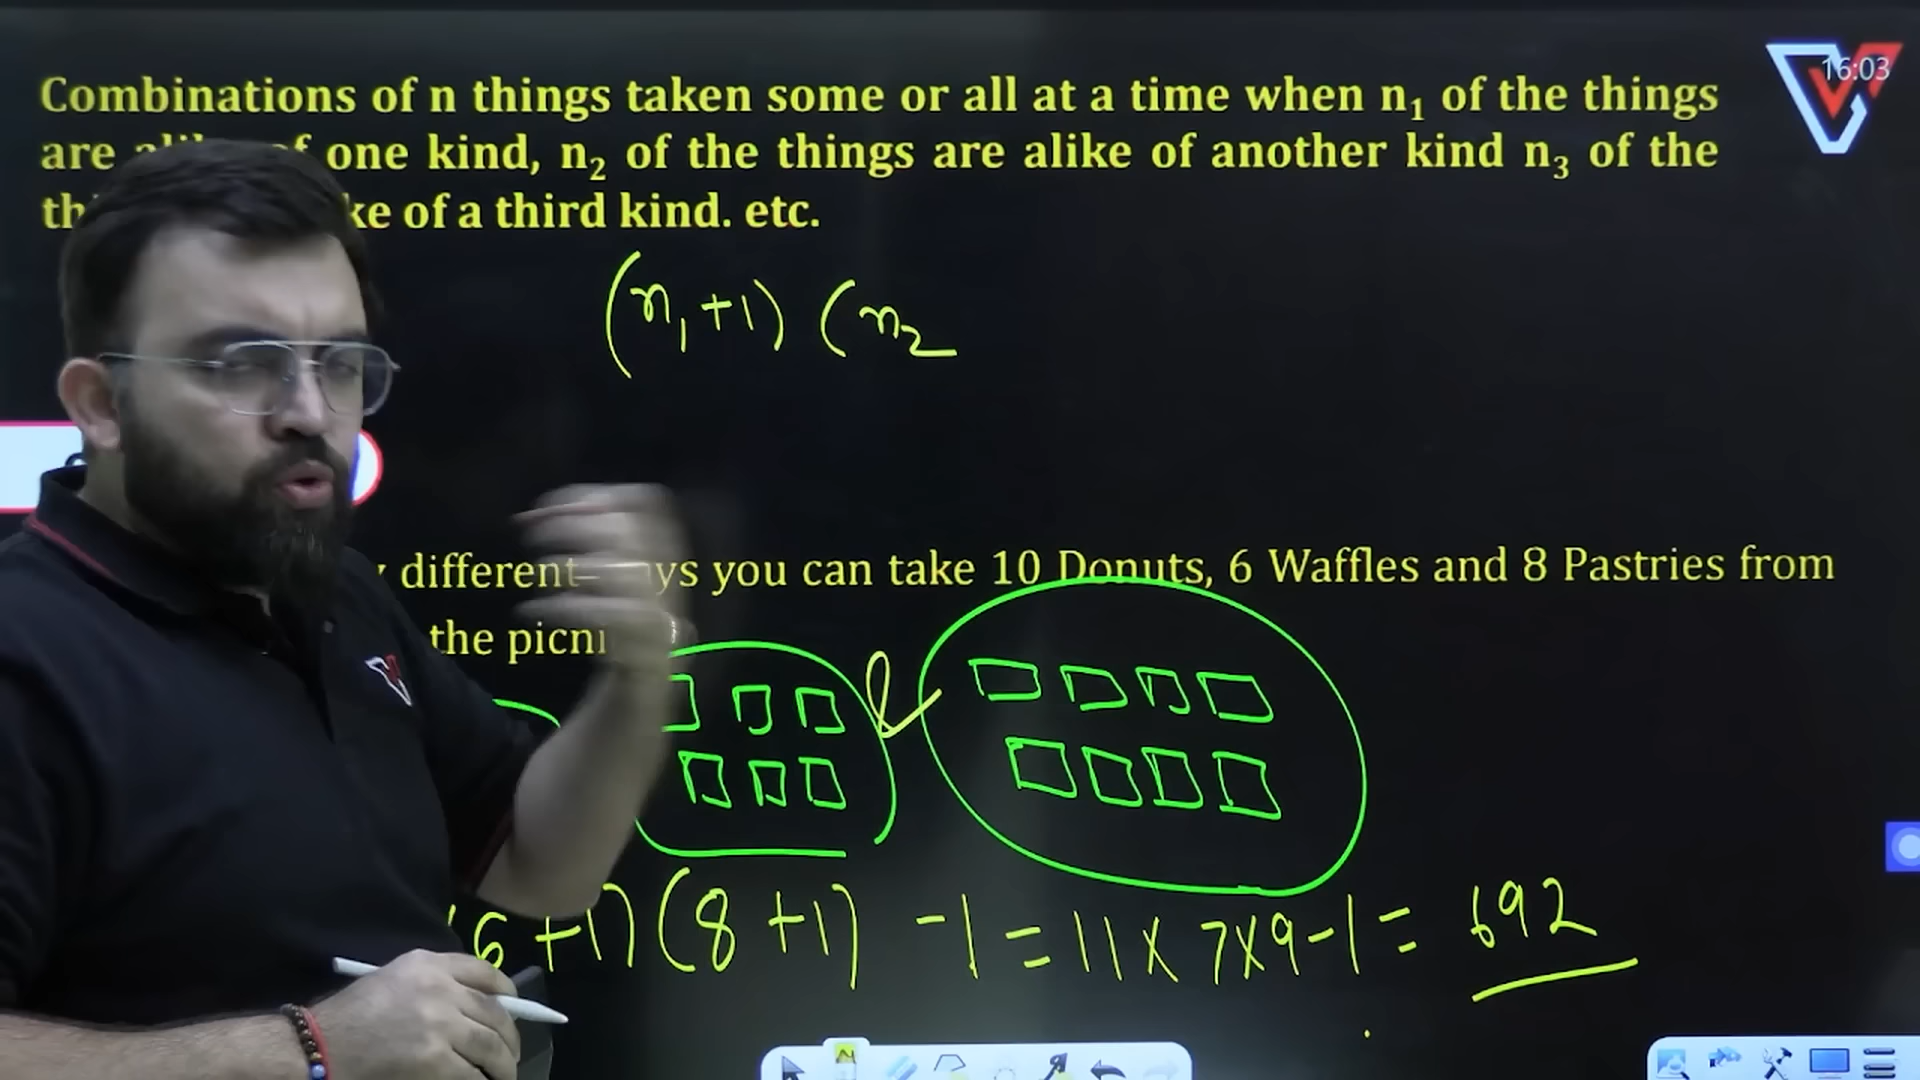 16:03
Combinations of n things taken some or all at a time when n₁ of the things
are of one kind, n₂ of the things are alike of another kind n₃ of the
of a third kind. etc.
(n₁+1) (n₂
different you can take 10 Donuts, 6 Waffles and 8 Pastries from
the
6+1)(8+1) -1 = 11×7×9-1 = 692